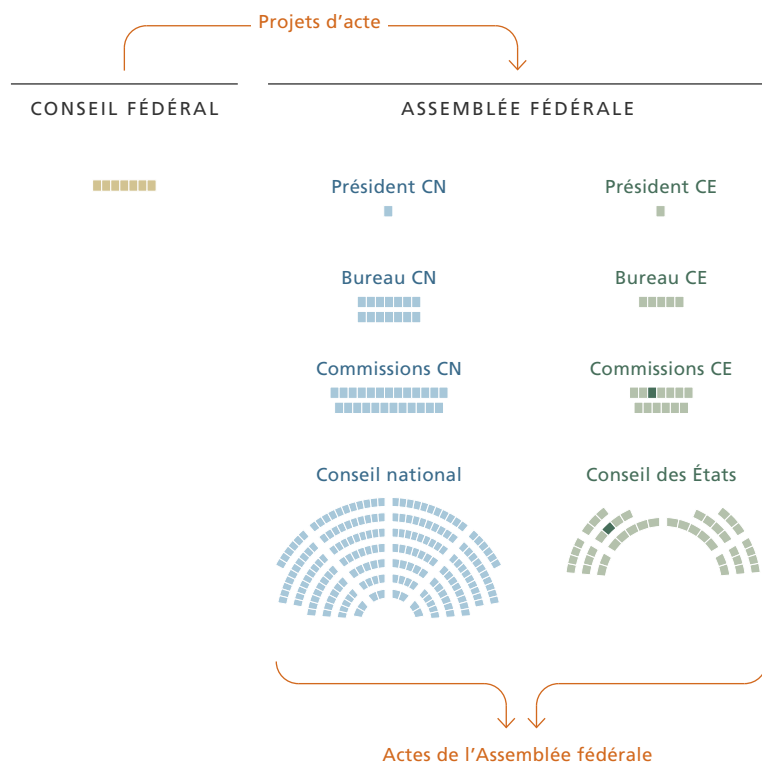 Projets d’acte
CONSEIL FÉDÉRAL
ASSEMBLÉE FÉDÉRALE
Président CN
Président CE
Bureau CN
Bureau CE
Commissions CN
Commissions CE
Conseil national
Conseil des États
Actes de l’Assemblée fédérale